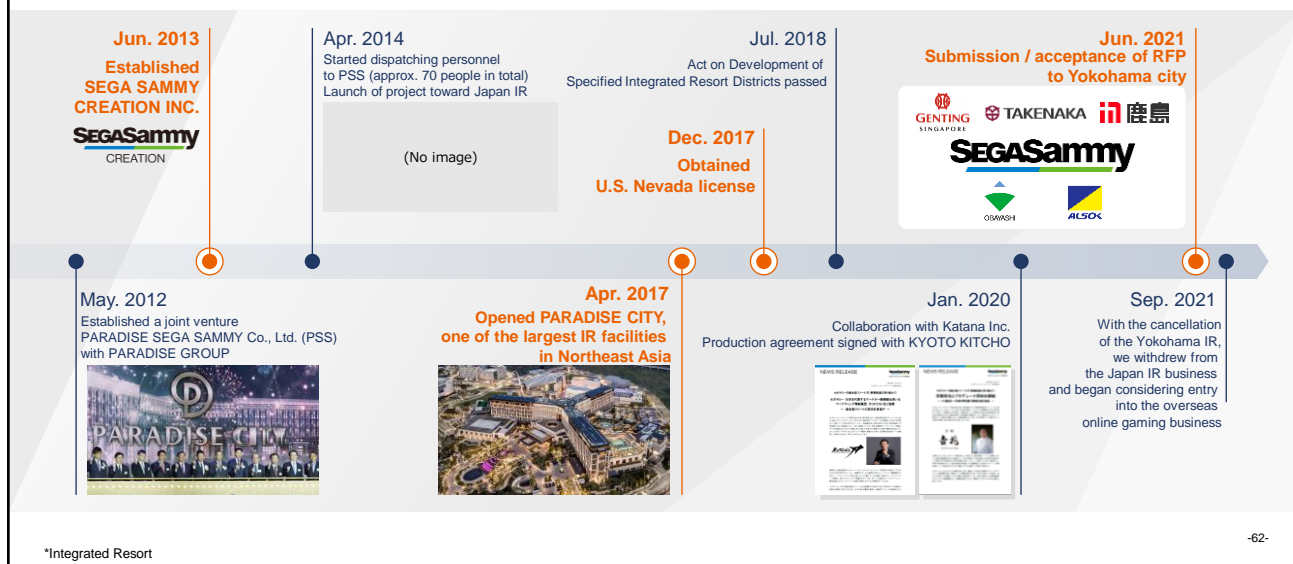 Jun. 2013
Established
SEGA SAMMY
CREATION INC.
SEGASammy
CREATION
Apr. 2014
Started dispatching personnel
to PSS (approx. 70 people in total)
Launch of project toward Japan IR
(No image)
Jul. 2018
Act on Development of
Specified Integrated Resort Districts passed
Dec. 2017
Obtained
U.S. Nevada license
Jun. 2021
Submission / acceptance of RFP
to Yokohama city
GENTING
SINGAPORE
TAKENAKA
鹿島
SEGASammy
OBAYASHI
ALSOK
May. 2012
Established a joint venture
PARADISE SEGA SAMMY Co., Ltd. (PSS)
with PARADISE GROUP
PARADISE CITY
Apr. 2017
Opened PARADISE CITY,
one of the largest IR facilities
in Northeast Asia
Jan. 2020
Collaboration with Katana Inc.
Production agreement signed with KYOTO KITCHO
NEWS RELEASE
SEGASammy
NEWS RELEASE
SEGASammy
Sep. 2021
With the cancellation
of the Yokohama IR,
we withdrew from
the Japan IR business
and began considering entry
into the overseas
online gaming business
*Integrated Resort
-62-